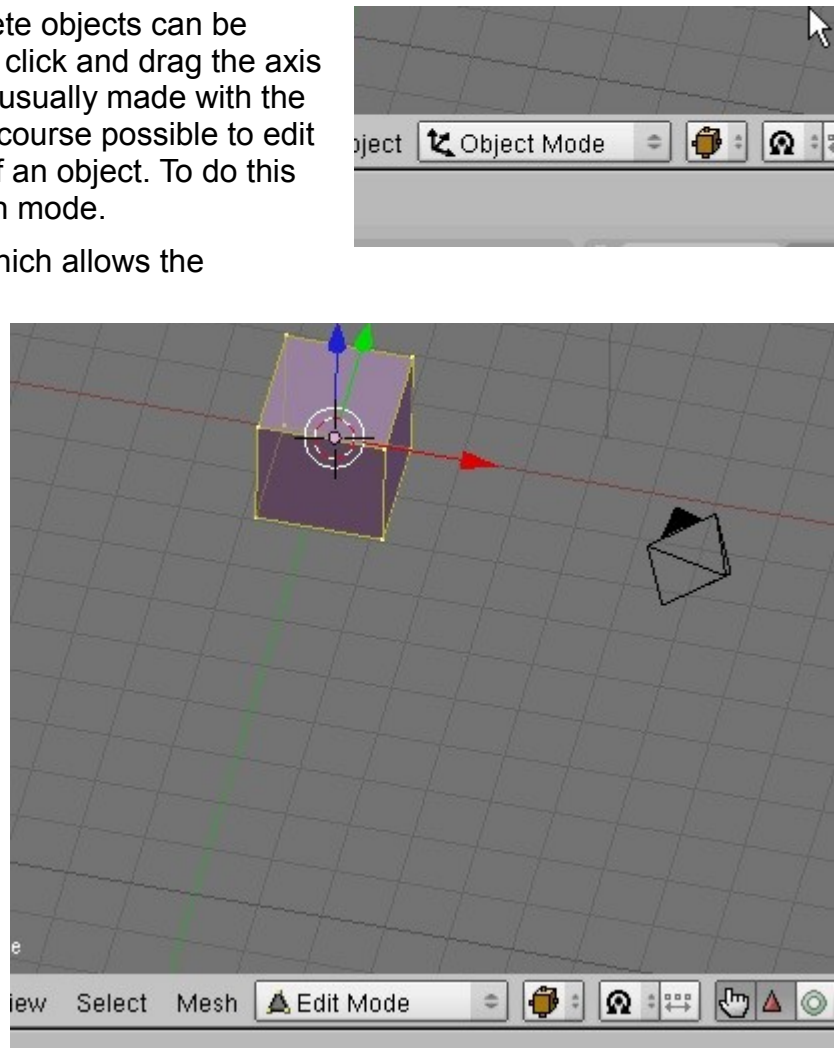 ete objects can be
click and drag the axis
usually made with the
course possible to edit
f an object. To do this
n mode.
hich allows the
bject Object Mode
e
iew Select Mesh Edit Mode